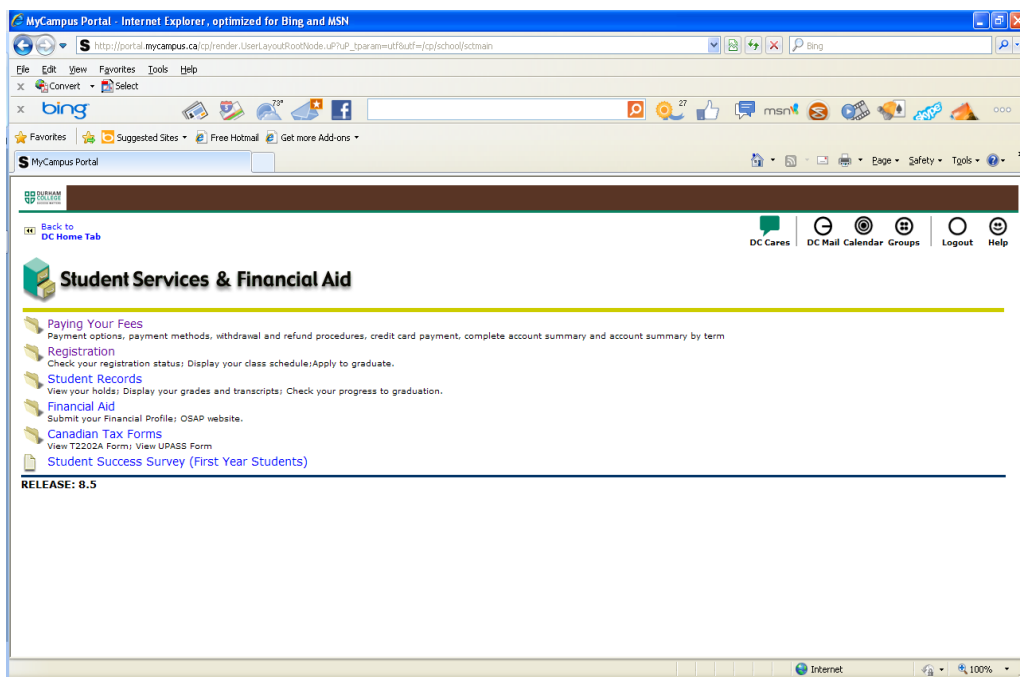 MyCampus Portal - Internet Explorer, optimized for Bing and MSN
http://portal.mycampus.ca/cp/render.UserLayoutRootNode.uP?uP_tparam=utf&utf=/cp/school/sctmain
Bing
File Edit View Favorites Tools Help
x Convert Select
x bing 73° 27 msn
Favorites Suggested Sites Free Hotmail Get more Add-ons
MyCampus Portal Page Safety Tools
DURHAM
COLLEGE
Back to
DC Home Tab
DC Cares DC Mail Calendar Groups Logout Help
Student Services & Financial Aid
Paying Your Fees
Payment options, payment methods, withdrawal and refund procedures, credit card payment, complete account summary and account summary by term
Registration
Check your registration status; Display your class schedule;Apply to graduate.
Student Records
View your holds; Display your grades and transcripts; Check your progress to graduation.
Financial Aid
Submit your Financial Profile; OSAP website.
Canadian Tax Forms
View T2202A Form; View UPASS Form
Student Success Survey (First Year Students)
RELEASE: 8.5
Internet 100%